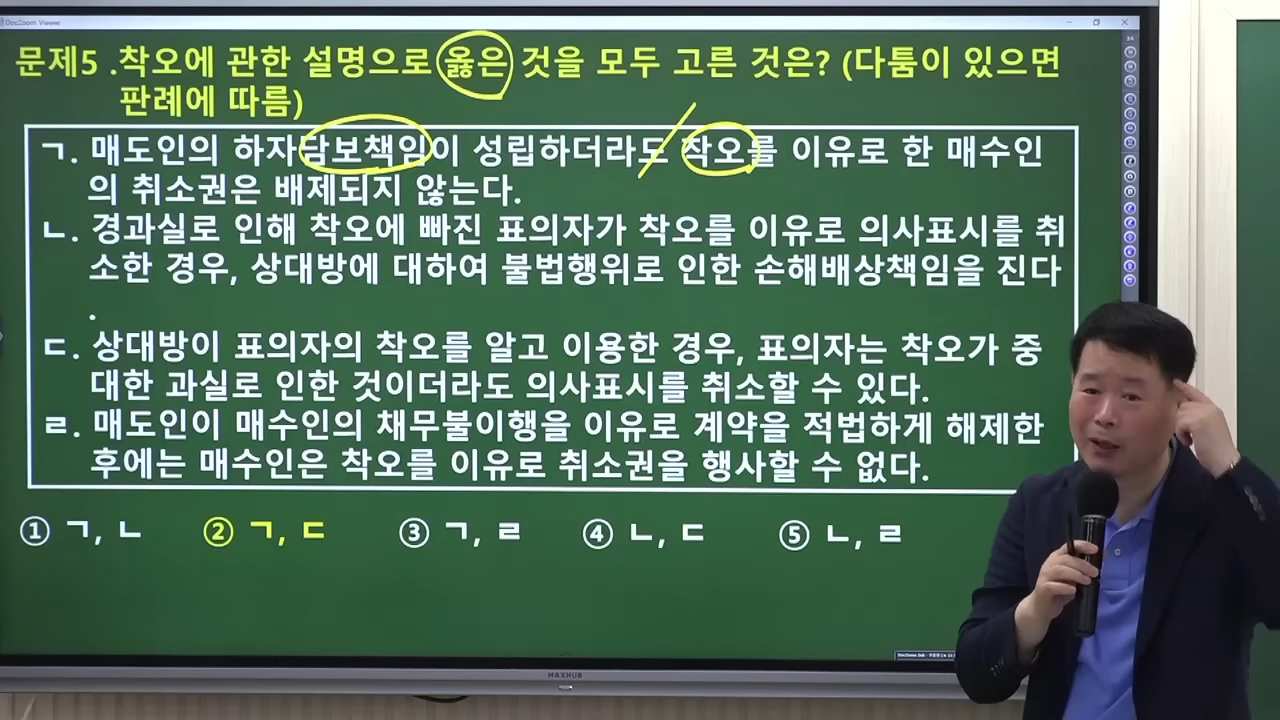 DocZoom Viewer
문제5 .착오에 관한 설명으로 옳은 것을 모두 고른 것은? (다툼이 있으면
판례에 따름)
ㄱ. 매도인의 하자담보책임이 성립하더라도 착오를 이유로 한 매수인
의 취소권은 배제되지 않는다.
ㄴ. 경과실로 인해 착오에 빠진 표의자가 착오를 이유로 의사표시를 취
소한 경우, 상대방에 대하여 불법행위로 인한 손해배상책임을 진다
.
ㄷ. 상대방이 표의자의 착오를 알고 이용한 경우, 표의자는 착오가 중
대한 과실로 인한 것이더라도 의사표시를 취소할 수 있다.
ㄹ. 매도인이 매수인의 채무불이행을 이유로 계약을 적법하게 해제한
후에는 매수인은 착오를 이유로 취소권을 행사할 수 없다.
① ㄱ, ㄴ ② ㄱ, ㄷ ③ ㄱ, ㄹ ④ ㄴ, ㄷ ⑤ ㄴ, ㄹ
MAXHUB